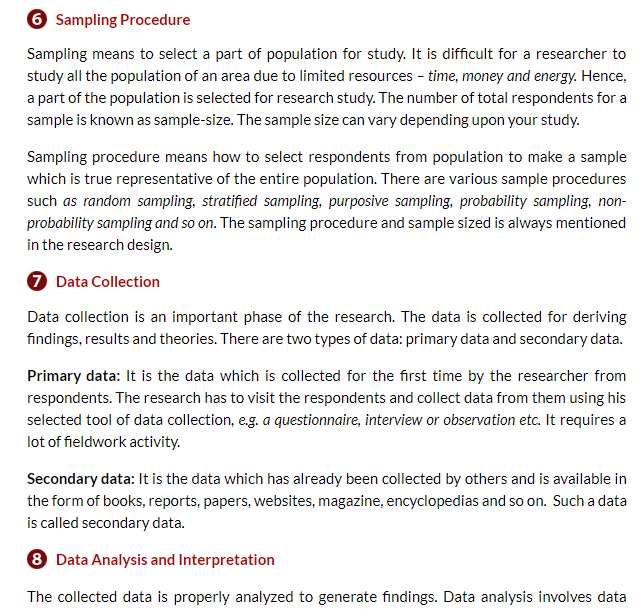 6 Sampling Procedure
Sampling means to select a part of population for study. It is difficult for a researcher to
study all the population of an area due to limited resources – time, money and energy. Hence,
a part of the population is selected for research study. The number of total respondents for a
sample is known as sample-size. The sample size can vary depending upon your study.
Sampling procedure means how to select respondents from population to make a sample
which is true representative of the entire population. There are various sample procedures
such as random sampling, stratified sampling, purposive sampling, probability sampling, non-
probability sampling and so on. The sampling procedure and sample sized is always mentioned
in the research design.
7 Data Collection
Data collection is an important phase of the research. The data is collected for deriving
findings, results and theories. There are two types of data: primary data and secondary data.
Primary data: It is the data which is collected for the first time by the researcher from
respondents. The research has to visit the respondents and collect data from them using his
selected tool of data collection, e.g. a questionnaire, interview or observation etc. It requires a
lot of fieldwork activity.
Secondary data: It is the data which has already been collected by others and is available in
the form of books, reports, papers, websites, magazine, encyclopedias and so on. Such a data
is called secondary data.
8 Data Analysis and Interpretation
The collected data is properly analyzed to generate findings. Data analysis involves data